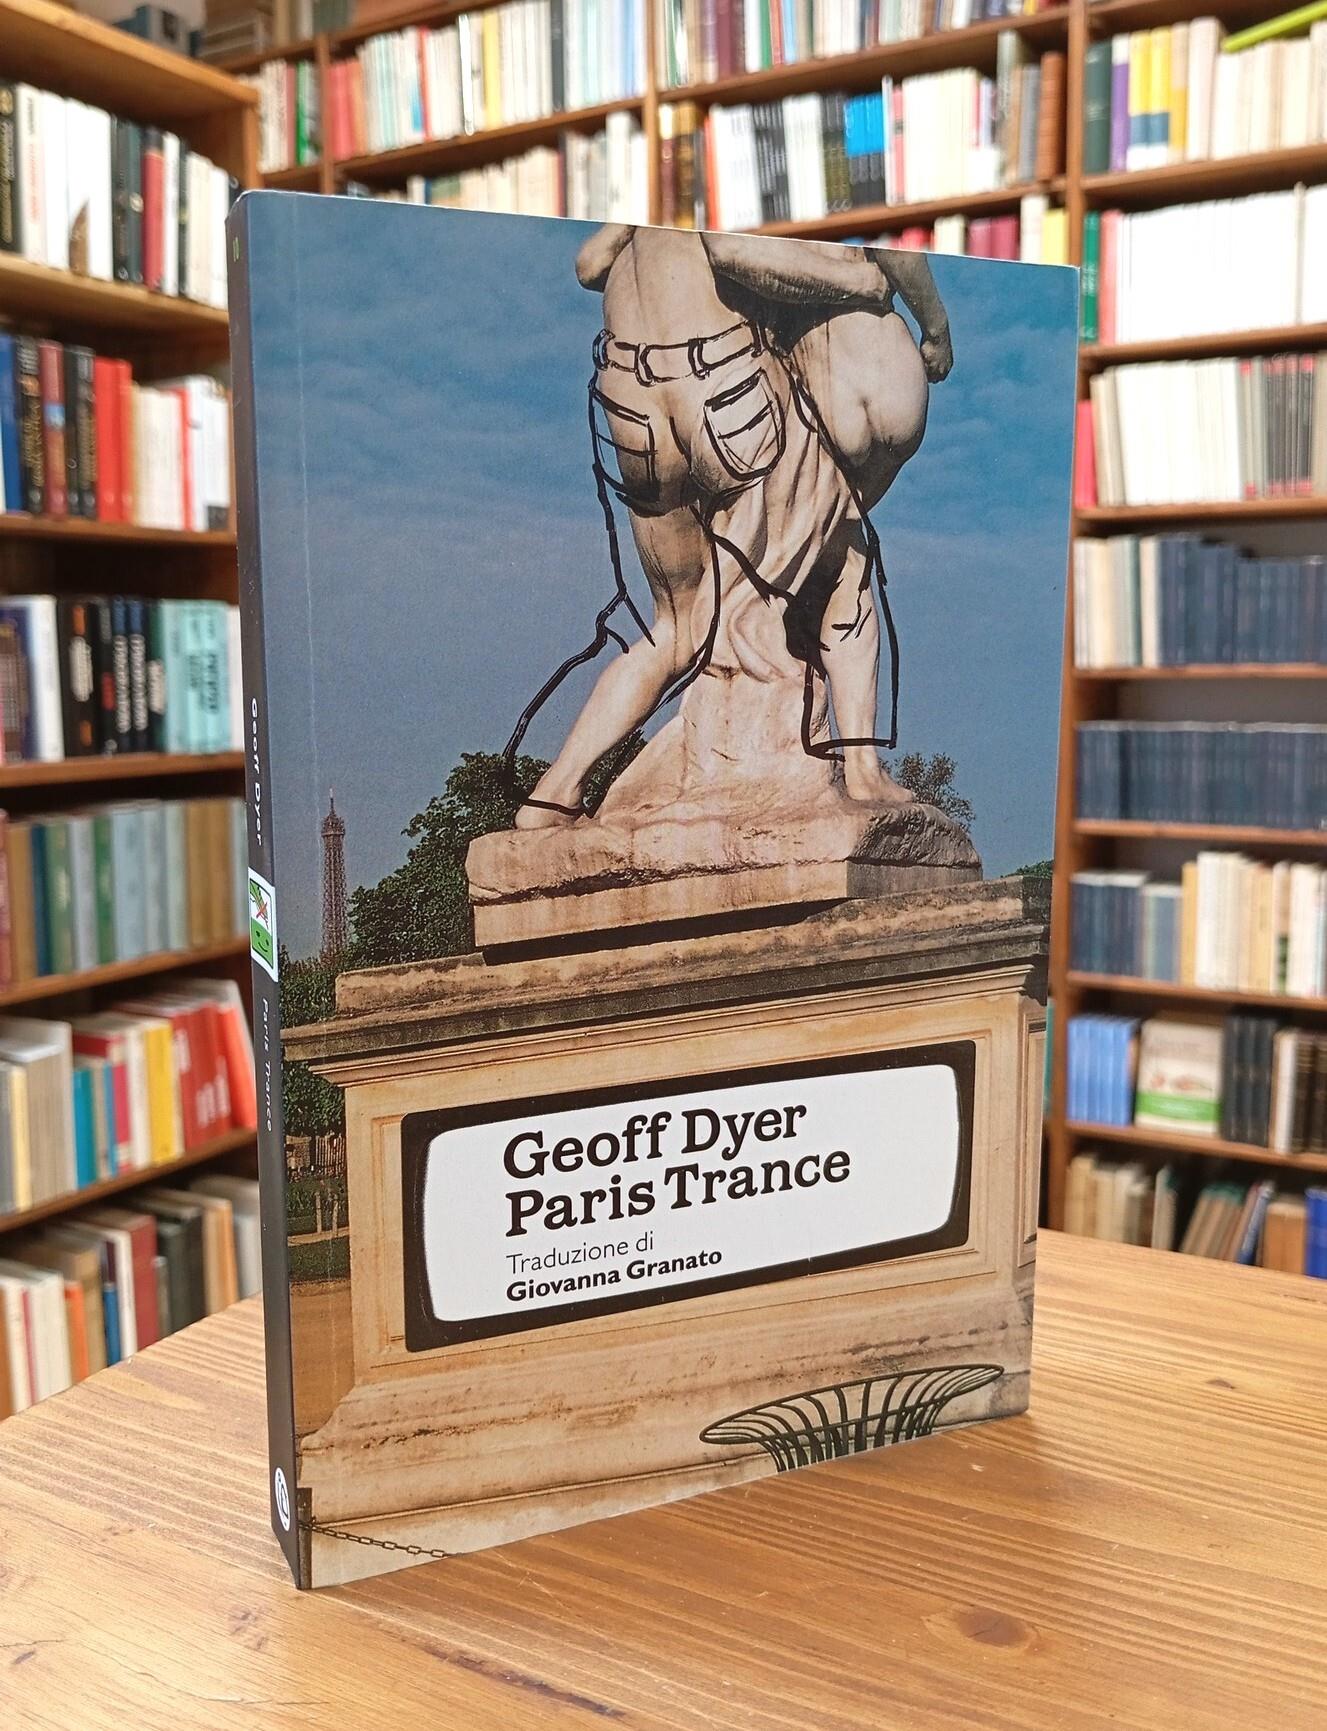 Geoff Dyer
Paris Trance
Traduzione di
Giovanna Granato
Geoff Dyer
Paris Trance